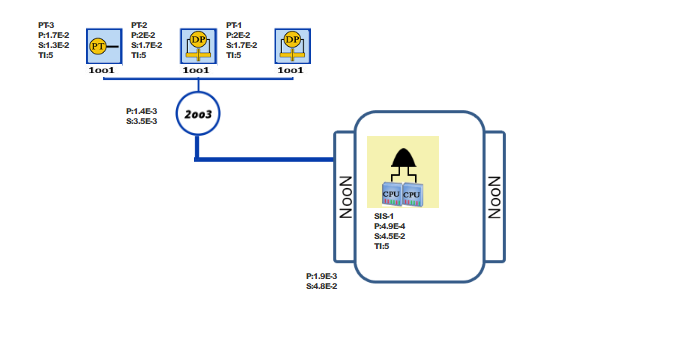 PT-3
P:1.7E-2
S:1.3E-2
TI:5
PT
1oo1
PT-2
P:2E-2
S:1.7E-2
TI:5
DP
1oo1
PT-1
P:2E-2
S:1.7E-2
TI:5
DP
1oo1
P:1.4E-3
S:3.5E-3
2oo3
NooN
CPU CPU
SIS-1
P:4.9E-4
S:4.5E-2
TI:5
NooN
P:1.9E-3
S:4.8E-2